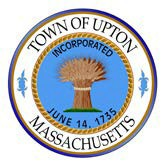 TOWN OF UPTON
INCORPORATED
JUNE 14, 1735
MASSACHUSETTS